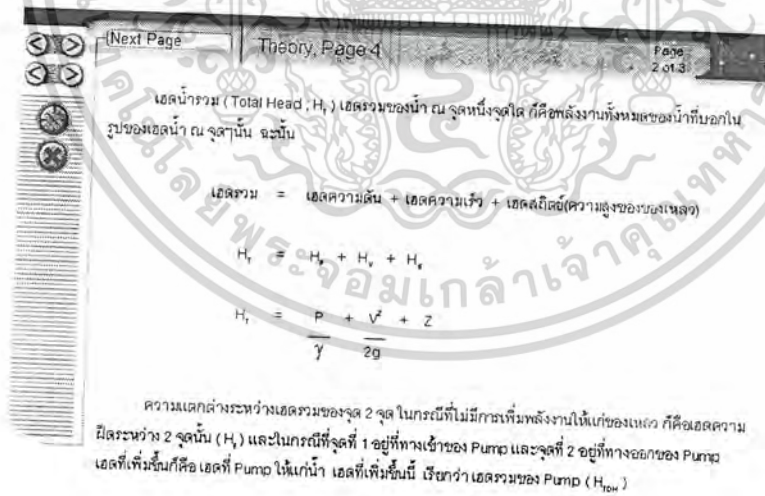 Next Page
Theory, Page 4
Page
2 of 3
เฮดน้ำรวม ( Total Head ; H_T ) เฮดรวมของน้ำ ณ จุดหนึ่งจุดใด ก็คือพลังงานทั้งหมดของน้ำที่บอกใน
รูปของเฮดน้ำ ณ จุดๆนั้น ฉะนั้น
เฮดรวม = เฮดความดัน + เฮดความเร็ว + เฮดสถิตย์(ความสูงของของเหลว)
H_T = H_P + H_v + H_s
H_T = P/γ + V²/2g + Z
ความแตกต่างระหว่างเฮดรวมของจุด 2 จุด ในกรณีที่ไม่มีการเพิ่มพลังงานให้แก่ของเหลว ก็คือเฮดความ
ฝืดระหว่าง 2 จุดนั้น ( H_f ) และในกรณีที่จุดที่ 1 อยู่ที่ทางเข้าของ Pump และจุดที่ 2 อยู่ที่ทางออกของ Pump
เฮดที่เพิ่มขึ้นก็คือ เฮดที่ Pump ให้แก่น้ำ เฮดที่เพิ่มขึ้นนี้ เรียกว่า เฮดรวมของ Pump ( H_TDH )